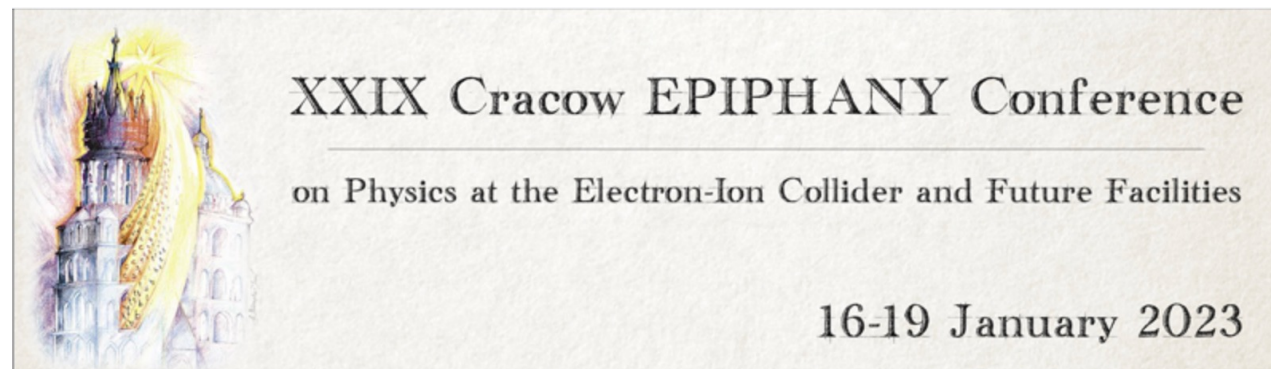 XXIX Cracow EPIPHANY Conference
on Physics at the Electron-Ion Collider and Future Facilities
16-19 January 2023